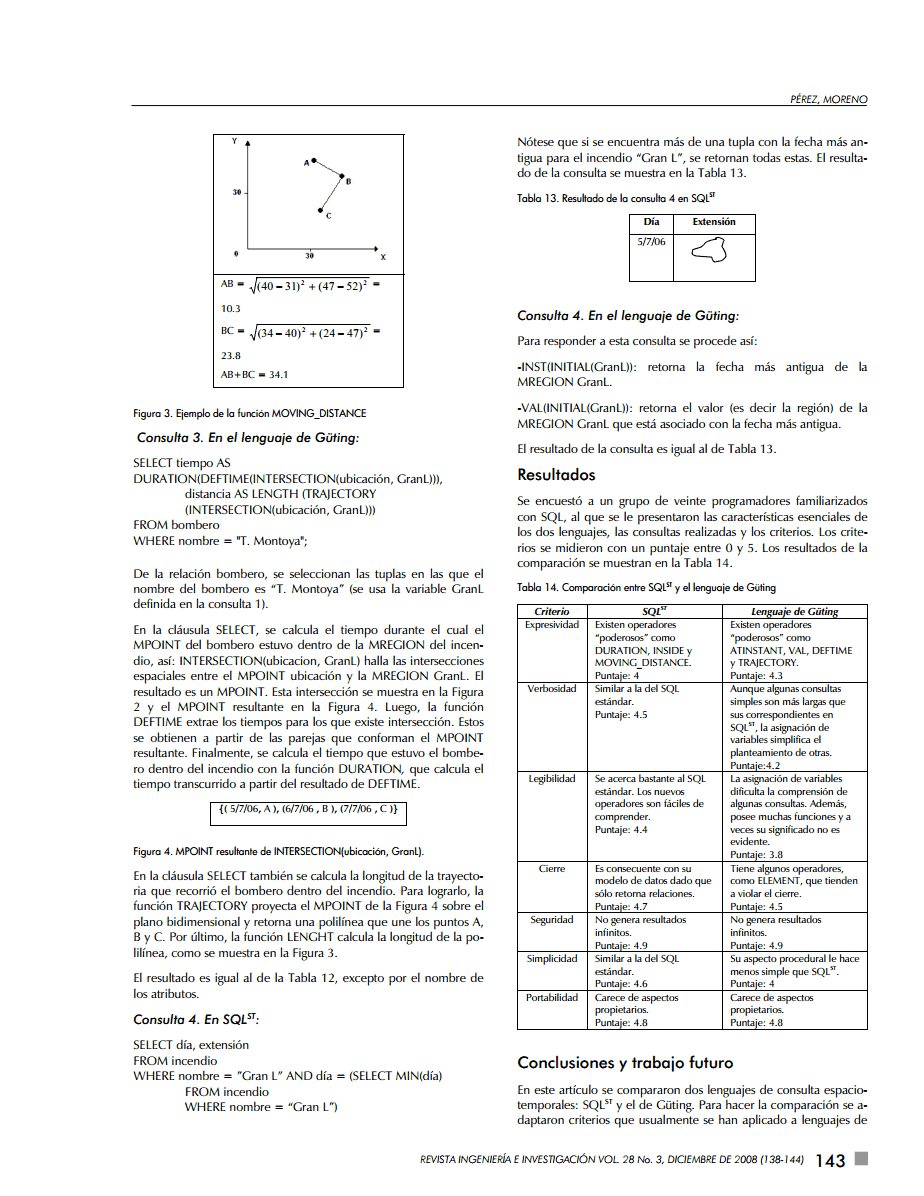 PÉREZ, MORENO
Y
A
B
30
C
0
30
X
AB = √(40 − 31)² + (47 − 52)² =
10.3
BC = √(34 − 40)² + (24 − 47)² =
23.8
AB+BC = 34.1
Figura 3. Ejemplo de la función MOVING_DISTANCE
Consulta 3. En el lenguaje de Güting:
SELECT tiempo AS
DURATION(DEFTIME(INTERSECTION(ubicación, GranL))),
distancia AS LENGTH (TRAJECTORY
(INTERSECTION(ubicación, GranL)))
FROM bombero
WHERE nombre = "T. Montoya";
De la relación bombero, se seleccionan las tuplas en las que el
nombre del bombero es “T. Montoya” (se usa la variable GranL
definida en la consulta 1).
En la cláusula SELECT, se calcula el tiempo durante el cual el
MPOINT del bombero estuvo dentro de la MREGION del incen-
dio, así: INTERSECTION(ubicacion, GranL) halla las intersecciones
espaciales entre el MPOINT ubicación y la MREGION GranL. El
resultado es un MPOINT. Esta intersección se muestra en la Figura
2 y el MPOINT resultante en la Figura 4. Luego, la función
DEFTIME extrae los tiempos para los que existe intersección. Estos
se obtienen a partir de las parejas que conforman el MPOINT
resultante. Finalmente, se calcula el tiempo que estuvo el bombe-
ro dentro del incendio con la función DURATION, que calcula el
tiempo transcurrido a partir del resultado de DEFTIME.
{( 5/7/06, A ), (6/7/06 , B ), (7/7/06 , C )}
Figura 4. MPOINT resultante de INTERSECTION(ubicación, GranL).
En la cláusula SELECT también se calcula la longitud de la trayecto-
ria que recorrió el bombero dentro del incendio. Para lograrlo, la
función TRAJECTORY proyecta el MPOINT de la Figura 4 sobre el
plano bidimensional y retorna una polilínea que une los puntos A,
B y C. Por último, la función LENGHT calcula la longitud de la po-
lilínea, como se muestra en la Figura 3.
El resultado es igual al de la Tabla 12, excepto por el nombre de
los atributos.
Consulta 4. En SQLST:
SELECT día, extensión
FROM incendio
WHERE nombre = ”Gran L” AND día = (SELECT MIN(día)
FROM incendio
WHERE nombre = “Gran L”)
Nótese que si se encuentra más de una tupla con la fecha más an-
tigua para el incendio “Gran L”, se retornan todas estas. El resulta-
do de la consulta se muestra en la Tabla 13.
Tabla 13. Resultado de la consulta 4 en SQLST
Día Extensión
5/7/06
Consulta 4. En el lenguaje de Güting:
Para responder a esta consulta se procede así:
-INST(INITIAL(GranL)): retorna la fecha más antigua de la
MREGION GranL.
-VAL(INITIAL(GranL)): retorna el valor (es decir la región) de la
MREGION GranL que está asociado con la fecha más antigua.
El resultado de la consulta es igual al de Tabla 13.
Resultados
Se encuestó a un grupo de veinte programadores familiarizados
con SQL, al que se le presentaron las características esenciales de
los dos lenguajes, las consultas realizadas y los criterios. Los crite-
rios se midieron con un puntaje entre 0 y 5. Los resultados de la
comparación se muestran en la Tabla 14.
Tabla 14. Comparación entre SQLST y el lenguaje de Güting
Criterio SQLST Lenguaje de Güting
Expresividad
Existen operadores
“poderosos” como
DURATION, INSIDE y
MOVING_DISTANCE.
Puntaje: 4
Existen operadores
“poderosos” como
ATINSTANT, VAL, DEFTIME
y TRAJECTORY.
Puntaje: 4.3
Verbosidad
Similar a la del SQL
estándar.
Puntaje: 4.5
Aunque algunas consultas
simples son más largas que
sus correspondientes en
SQLST, la asignación de
variables simplifica el
planteamiento de otras.
Puntaje:4.2
Legibilidad
Se acerca bastante al SQL
estándar. Los nuevos
operadores son fáciles de
comprender.
Puntaje: 4.4
La asignación de variables
dificulta la comprensión de
algunas consultas. Además,
posee muchas funciones y a
veces su significado no es
evidente.
Puntaje: 3.8
Cierre
Es consecuente con su
modelo de datos dado que
sólo retorna relaciones.
Puntaje: 4.7
Tiene algunos operadores,
como ELEMENT, que tienden
a violar el cierre.
Puntaje: 4.5
Seguridad
No genera resultados
infinitos.
Puntaje: 4.9
No genera resultados
infinitos.
Puntaje: 4.9
Simplicidad
Similar a la del SQL
estándar.
Puntaje: 4.6
Su aspecto procedural le hace
menos simple que SQLST.
Puntaje: 4
Portabilidad
Carece de aspectos
propietarios.
Puntaje: 4.8
Carece de aspectos
propietarios.
Puntaje: 4.8
Conclusiones y trabajo futuro
En este artículo se compararon dos lenguajes de consulta espacio-
temporales: SQLST y el de Güting. Para hacer la comparación se a-
daptaron criterios que usualmente se han aplicado a lenguajes de
REVISTA INGENIERÍA E INVESTIGACIÓN VOL. 28 No. 3, DICIEMBRE DE 2008 (138-144) 143